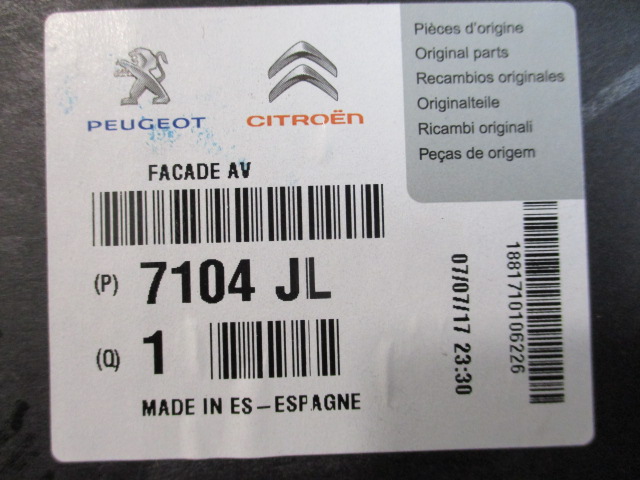 PEUGEOT
CITROËN
Pièces d'origine
Original parts
Recambios originales
Originalteile
Ricambi originali
Peças de origem
FACADE AV
(P) 7104 JL
(Q) 1
MADE IN ES-ESPAGNE
07/07/17 23:30
1881710106226